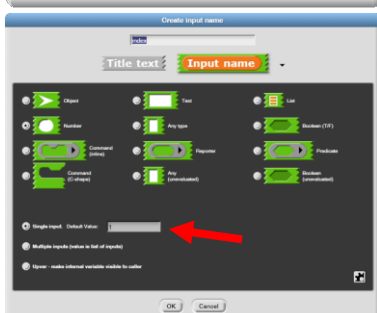 Create input name
index
Title text Input name
Object Text List
Number Any type Boolean (T/F)
Command (inline) Reporter Predicate
Command (C-shape) Any (unevaluated) Boolean (unevaluated)
Single input. Default Value: 1
Multiple inputs (value is list of inputs)
Upvar - make internal variable visible to caller
OK Cancel